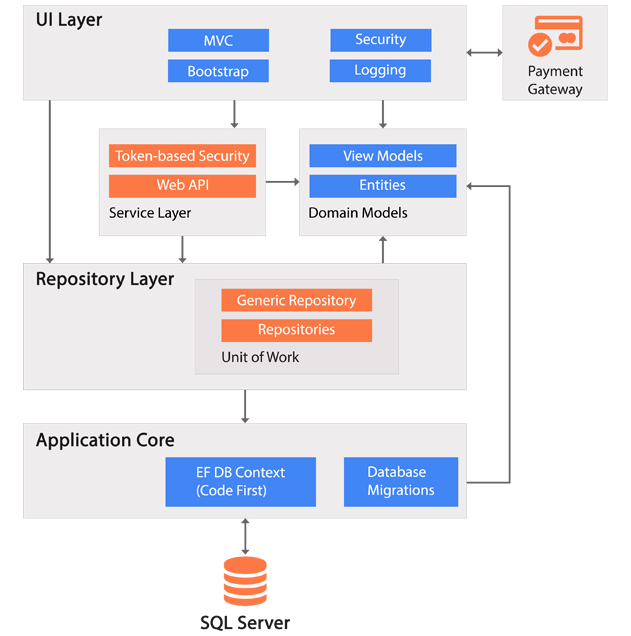 UI Layer
MVC
Security
Bootstrap
Logging
Payment
Gateway
Token-based Security
Web API
Service Layer
View Models
Entities
Domain Models
Repository Layer
Generic Repository
Repositories
Unit of Work
Application Core
EF DB Context
(Code First)
Database
Migrations
SQL Server